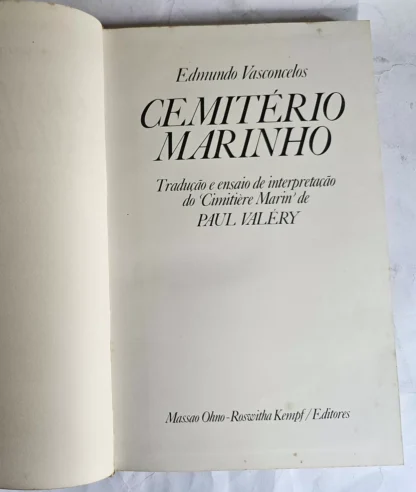 Edmundo Vasconcelos
CEMITÉRIO
MARINHO
Tradução e ensaio de interpretação
do 'Cimitière Marin' de
PAUL VALÉRY
Massao Ohno-Roswitha Kempf/Editores